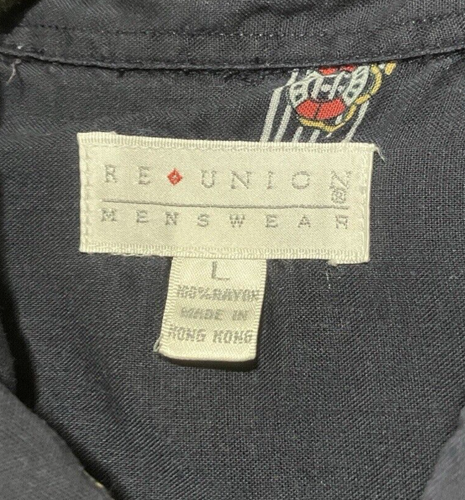 RE♦UNION®
MENSWEAR
L
100% RAYON
MADE IN
HONG KONG